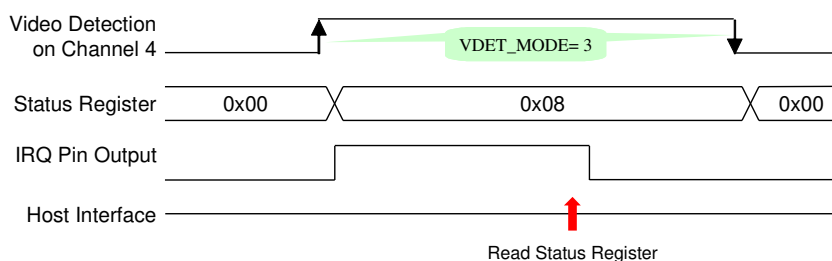 Video Detection
on Channel 4
VDET_MODE= 3
Status Register
0x00
0x08
0x00
IRQ Pin Output
Host Interface
Read Status Register